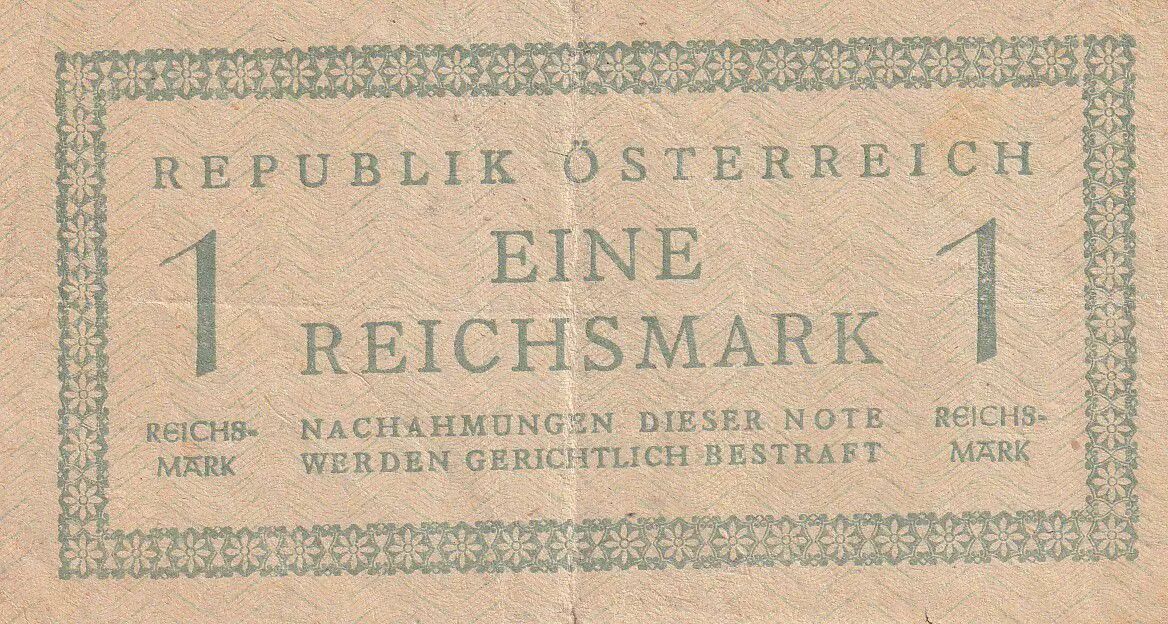 REPUBLIK ÖSTERREICH
1
EINE
1
REICHSMARK
REICHS-
MARK
NACHAHMUNGEN DIESER NOTE
WERDEN GERICHTLICH BESTRAFT
REICHS-
MARK